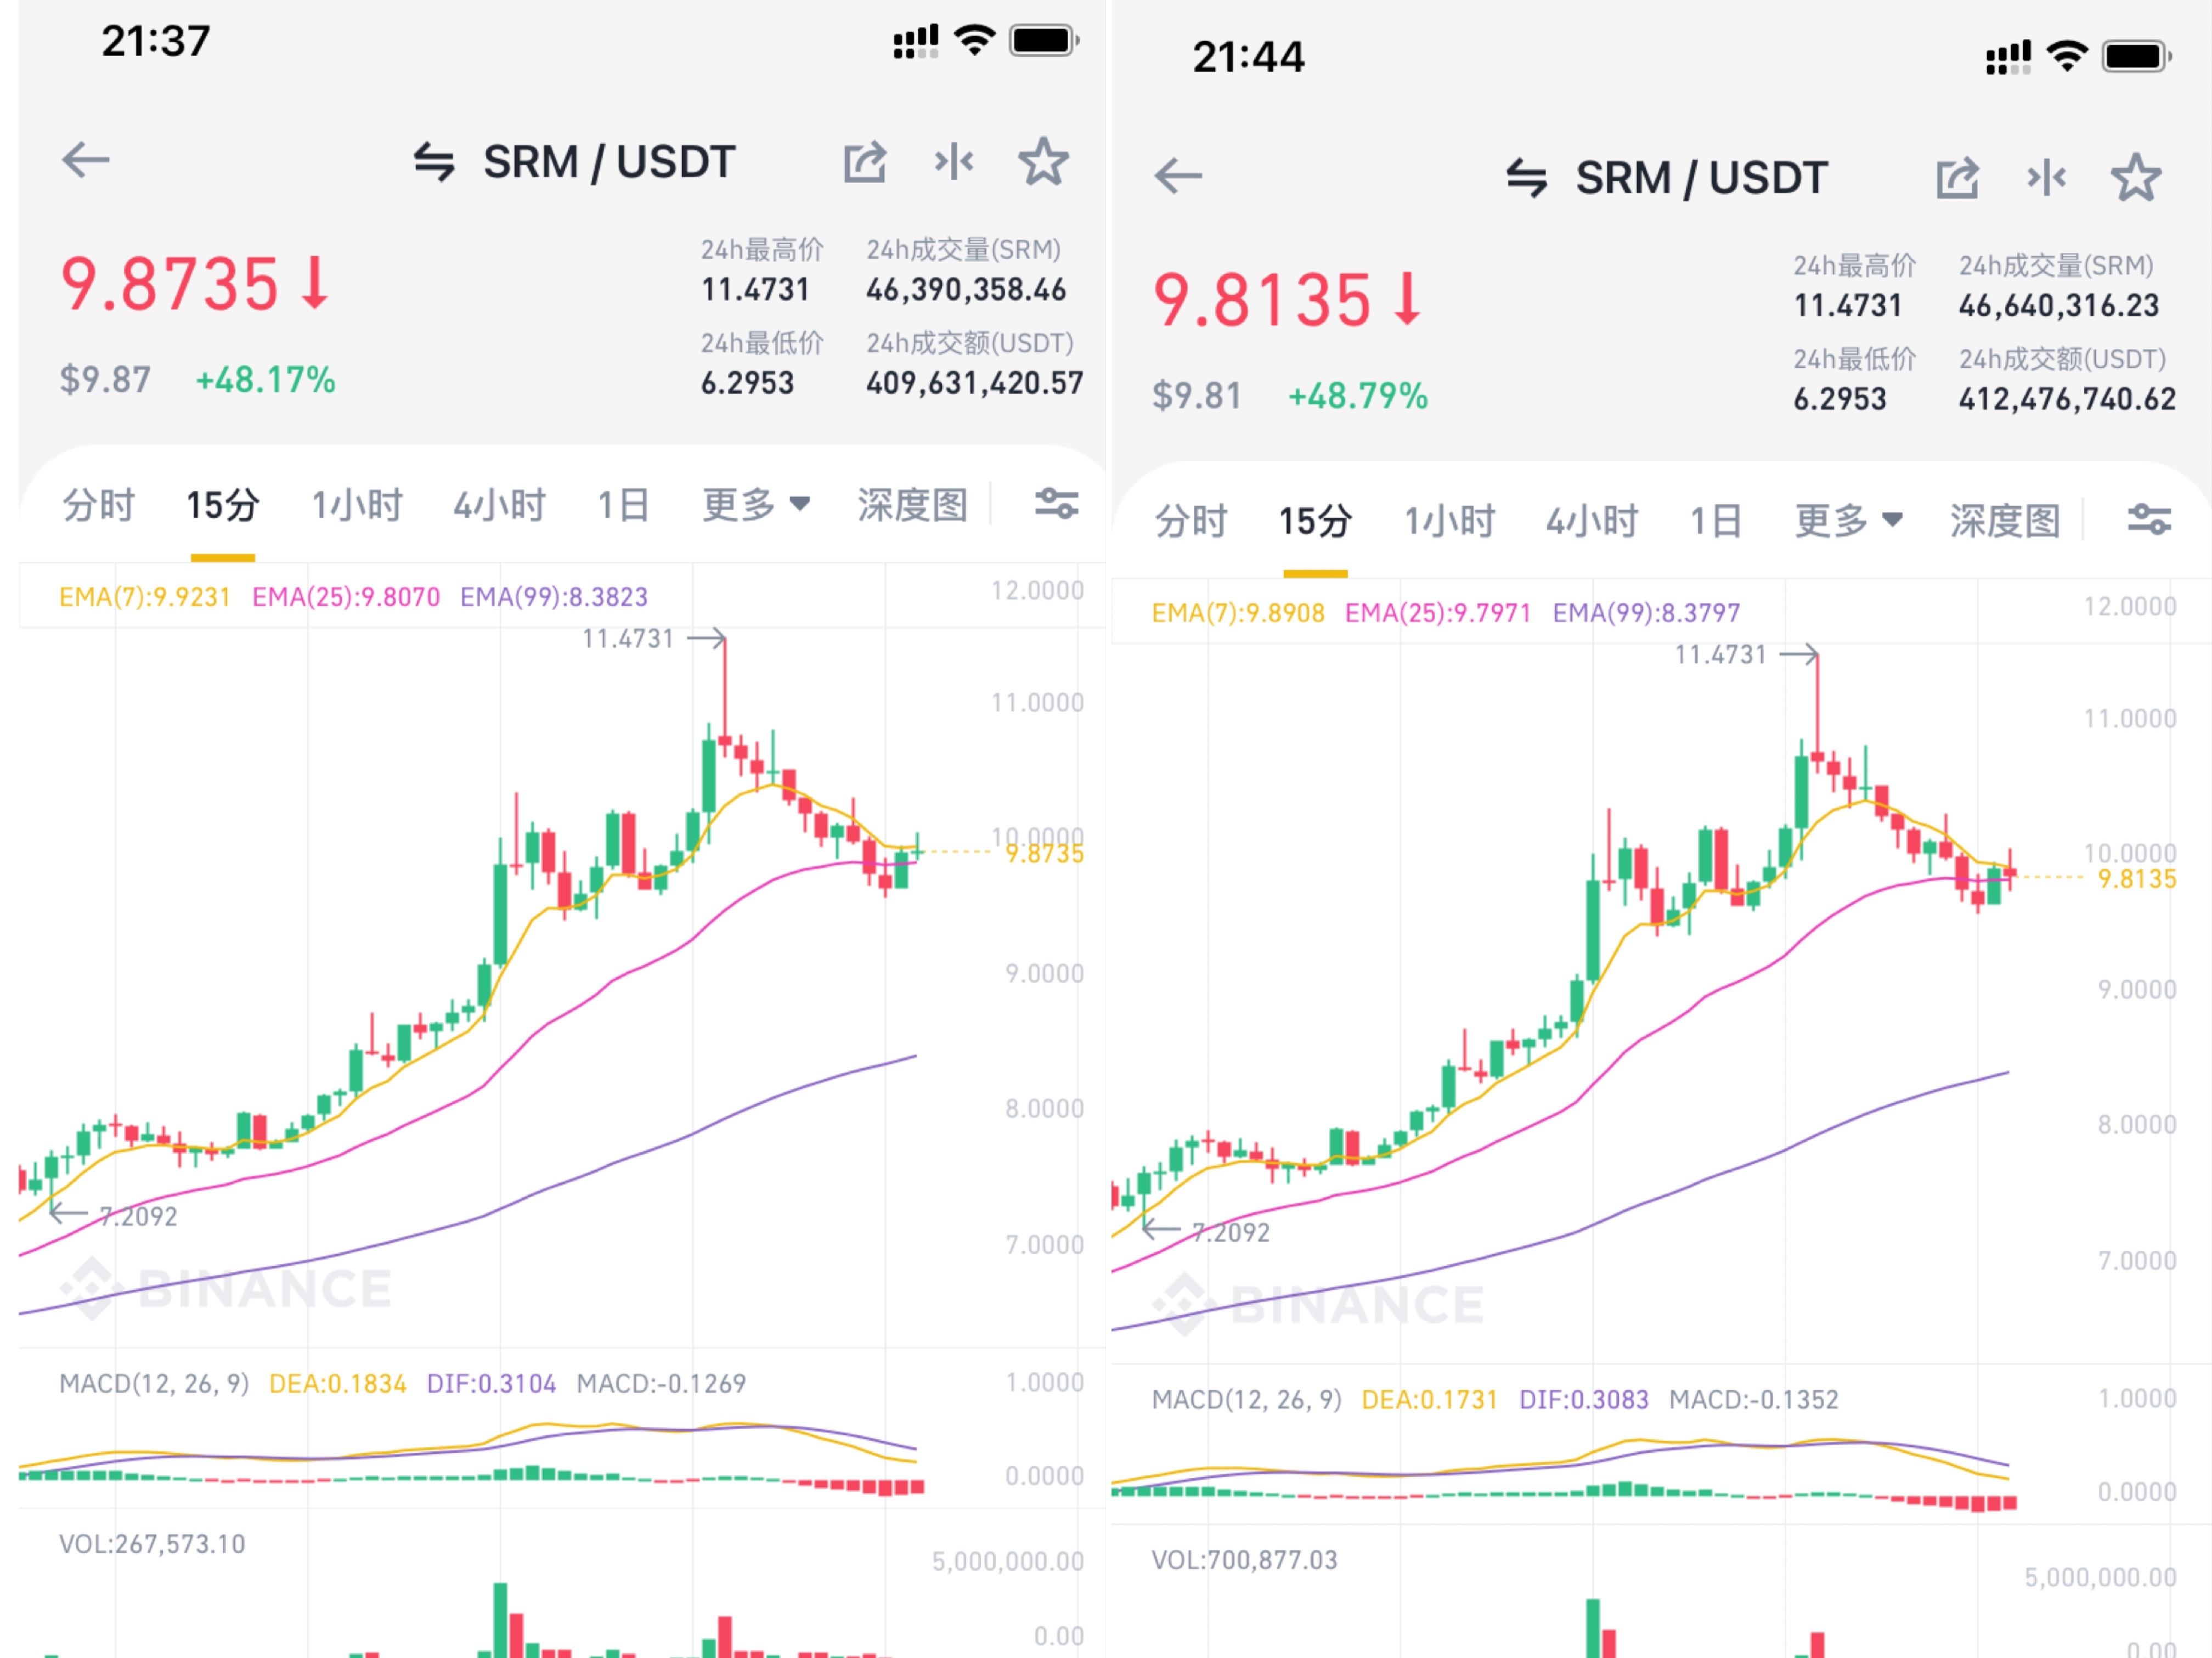 21:37
SRM / USDT
9.8735
24h最高价 24h成交量(SRM)
11.4731 46,390,358.46
24h最低价 24h成交额(USDT)
$9.87 +48.17% 6.2953 409,631,420.57
分时 15分 1小时 4小时 1日 更多 深度图
EMA(7):9.9231 EMA(25):9.8070 EMA(99):8.3823
12.0000
11.4731
11.0000
10.0000
9.8735
9.0000
8.0000
7.2092
7.0000
BINANCE
MACD(12, 26, 9) DEA:0.1834 DIF:0.3104 MACD:-0.1269
1.0000
0.0000
VOL:267,573.10
5,000,000.00
0.00
21:44
SRM / USDT
9.8135
24h最高价 24h成交量(SRM)
11.4731 46,640,316.23
24h最低价 24h成交额(USDT)
$9.81 +48.79% 6.2953 412,476,740.62
分时 15分 1小时 4小时 1日 更多 深度图
EMA(7):9.8908 EMA(25):9.7971 EMA(99):8.3797
12.0000
11.4731
11.0000
10.0000
9.8135
9.0000
8.0000
7.2092
7.0000
BINANCE
MACD(12, 26, 9) DEA:0.1731 DIF:0.3083 MACD:-0.1352
1.0000
0.0000
VOL:700,877.03
5,000,000.00
0.00